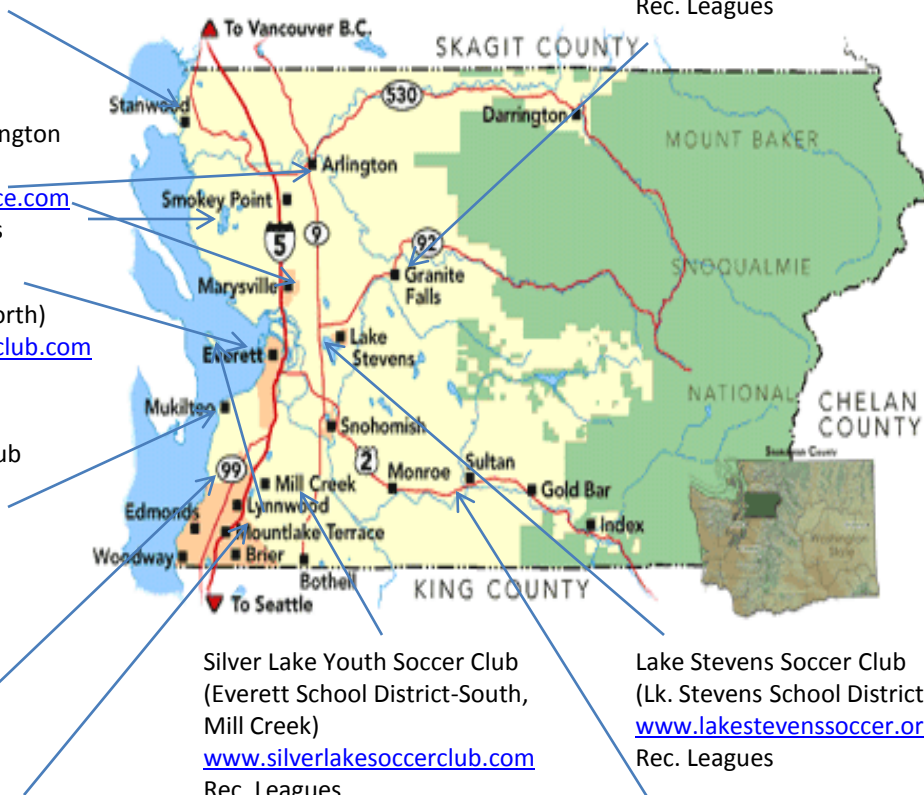 Rec. Leagues
To Vancouver B.C.
SKAGIT COUNTY
Stanwood
530
Darrington
ington
MOUNT BAKER
Arlington
ce.com
Smokey Point
s
5
9
92
SNOQUALMIE
Granite
Falls
Marysville
orth)
Lake
Stevens
club.com
Everett
NATIONAL
CHELAN
COUNTY
Mukilteo
Snohomish
ub
2
99
Mill Creek
Monroe
Sultan
Gold Bar
Lynnwood
Edmonds
Mountlake Terrace
Index
Washington
State
Woodway
Brier
Bothell
KING COUNTY
To Seattle
Silver Lake Youth Soccer Club
(Everett School District-South,
Mill Creek)
www.silverlakesoccerclub.com
Rec. Leagues
Lake Stevens Soccer Club
(Lk. Stevens School District
www.lakestevenssoccer.or
Rec. Leagues